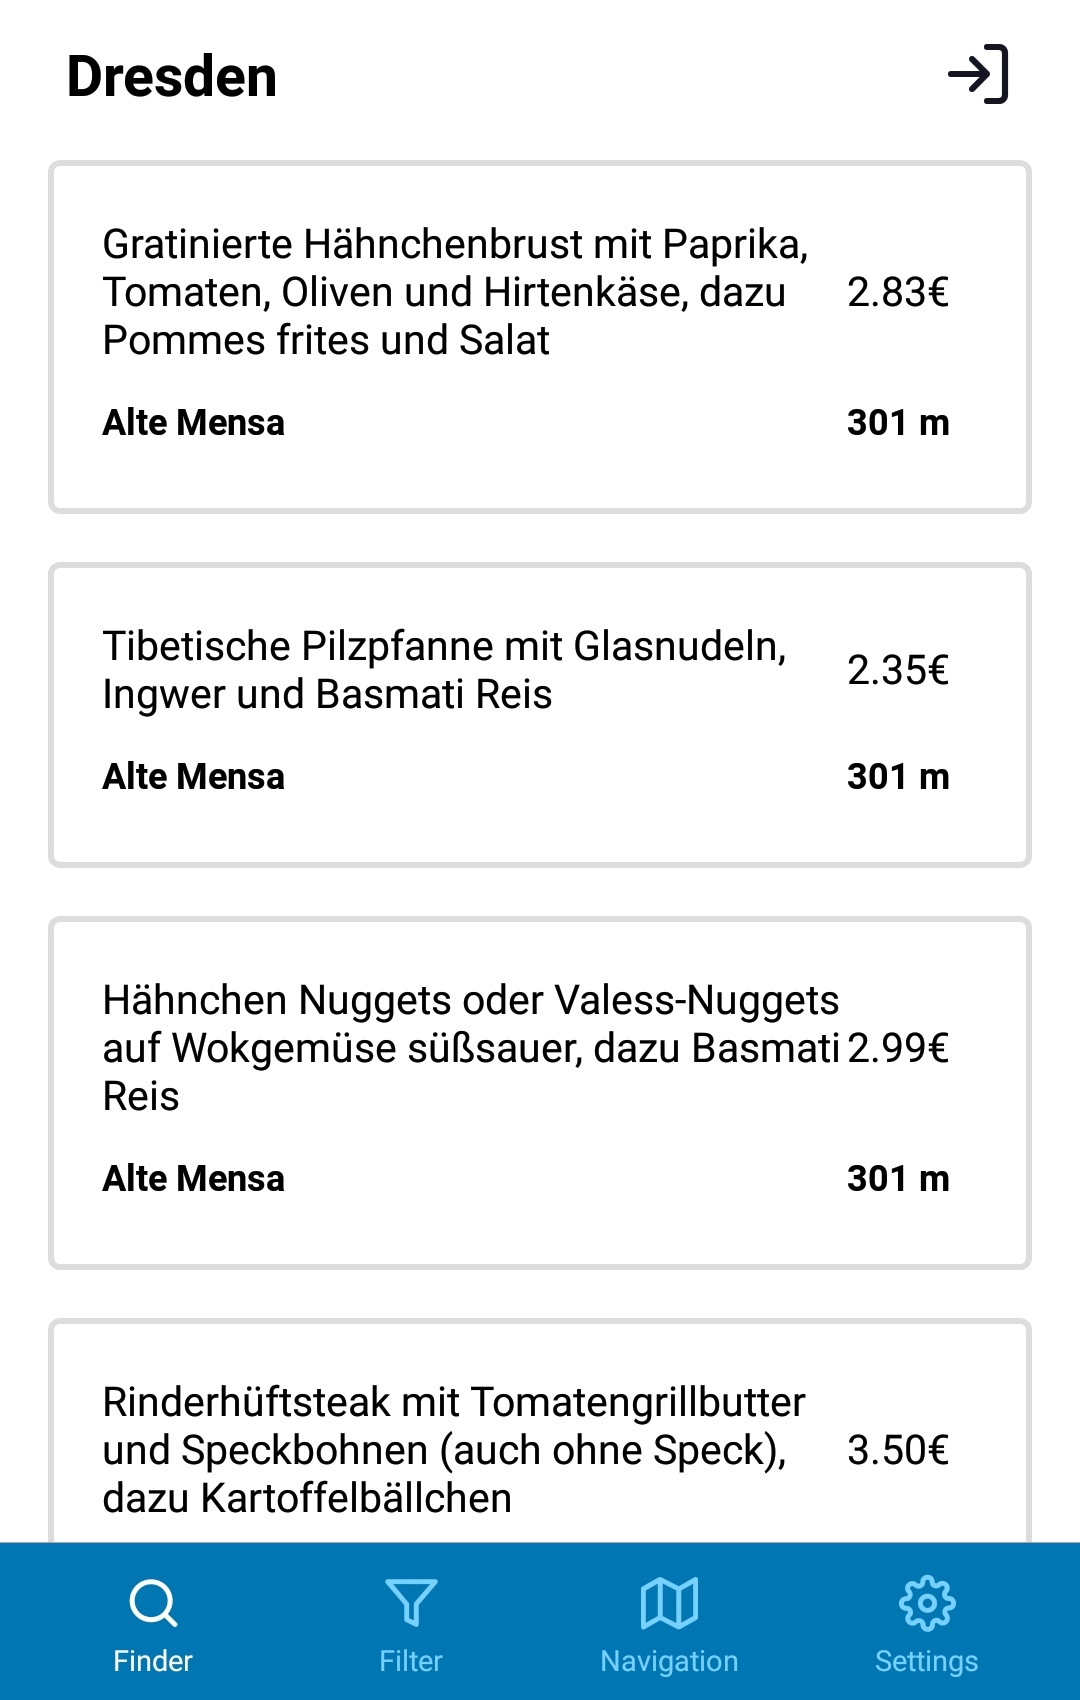 Dresden
Gratinierte Hähnchenbrust mit Paprika,
Tomaten, Oliven und Hirtenkäse, dazu
Pommes frites und Salat
2.83€
Alte Mensa
301 m
Tibetische Pilzpfanne mit Glasnudeln,
Ingwer und Basmati Reis
2.35€
Alte Mensa
301 m
Hähnchen Nuggets oder Valess-Nuggets
auf Wokgemüse süßsauer, dazu Basmati
Reis
2.99€
Alte Mensa
301 m
Rinderhüftsteak mit Tomatengrillbutter
und Speckbohnen (auch ohne Speck),
dazu Kartoffelbällchen
3.50€
Finder
Filter
Navigation
Settings